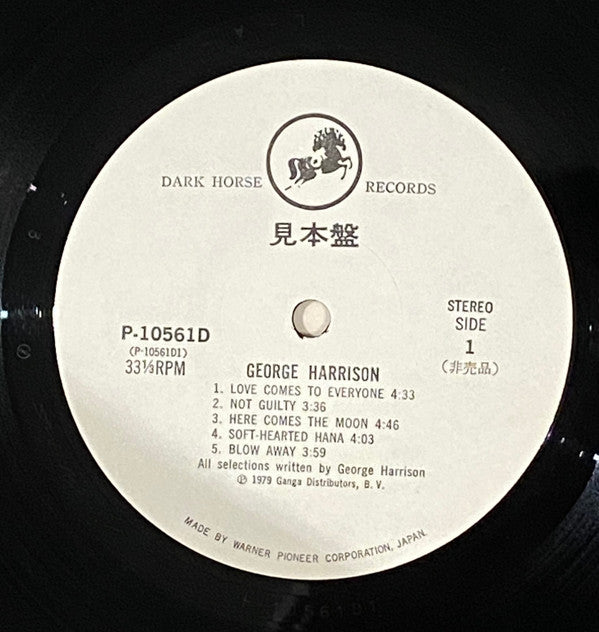 DARK HORSE RECORDS
見本盤
P-10561D
(P-10561D1)
33⅓RPM
STEREO
SIDE
1
(非売品)
GEORGE HARRISON
1. LOVE COMES TO EVERYONE 4:33
2. NOT GUILTY 3:36
3. HERE COMES THE MOON 4:46
4. SOFT-HEARTED HANA 4:03
5. BLOW AWAY 3:59
All selections written by George Harrison
Ⓟ 1979 Ganga Distributors, B. V.
MADE BY WARNER PIONEER CORPORATION, JAPAN.